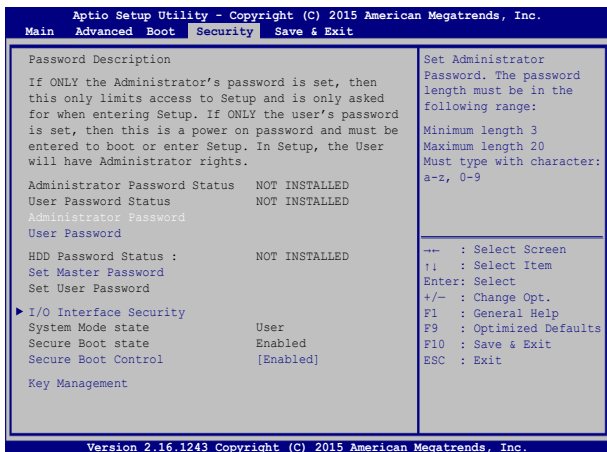 Aptio Setup Utility - Copyright (C) 2015 American Megatrends, Inc.
Main Advanced Boot Security Save & Exit
Password Description
If ONLY the Administrator's password is set, then
this only limits access to Setup and is only asked
for when entering Setup. If ONLY the user's password
is set, then this is a power on password and must be
entered to boot or enter Setup. In Setup, the User
will have Administrator rights.
Administrator Password Status NOT INSTALLED
User Password Status NOT INSTALLED
Administrator Password
User Password
HDD Password Status : NOT INSTALLED
Set Master Password
Set User Password
I/O Interface Security
System Mode state User
Secure Boot state Enabled
Secure Boot Control [Enabled]
Key Management
Set Administrator
Password. The password
length must be in the
following range:
Minimum length 3
Maximum length 20
Must type with character:
a-z, 0-9
→← : Select Screen
↑↓ : Select Item
Enter: Select
+/— : Change Opt.
F1 : General Help
F9 : Optimized Defaults
F10 : Save & Exit
ESC : Exit
Version 2.16.1243 Copyright (C) 2015 American Megatrends, Inc.